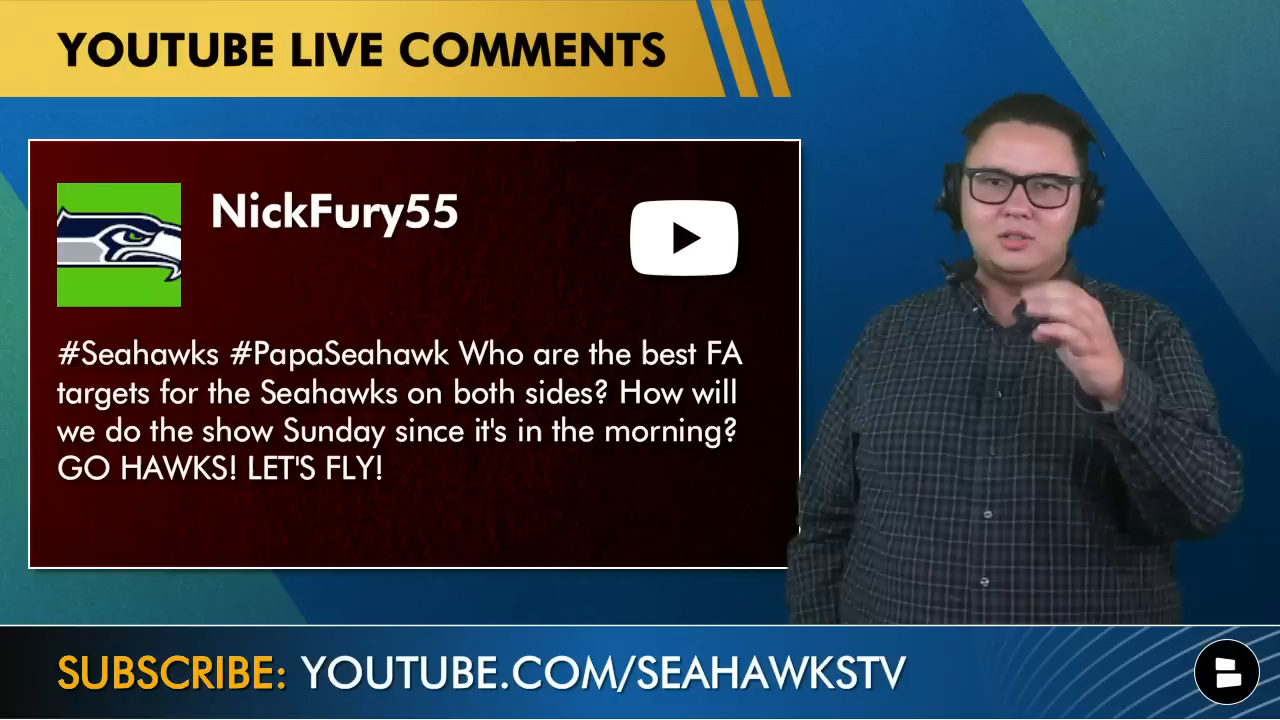 YOUTUBE LIVE COMMENTS
NickFury55
#Seahawks #PapaSeahawk Who are the best FA
targets for the Seahawks on both sides? How will
we do the show Sunday since it's in the morning?
GO HAWKS! LET'S FLY!
SUBSCRIBE: YOUTUBE.COM/SEAHAWKSTV